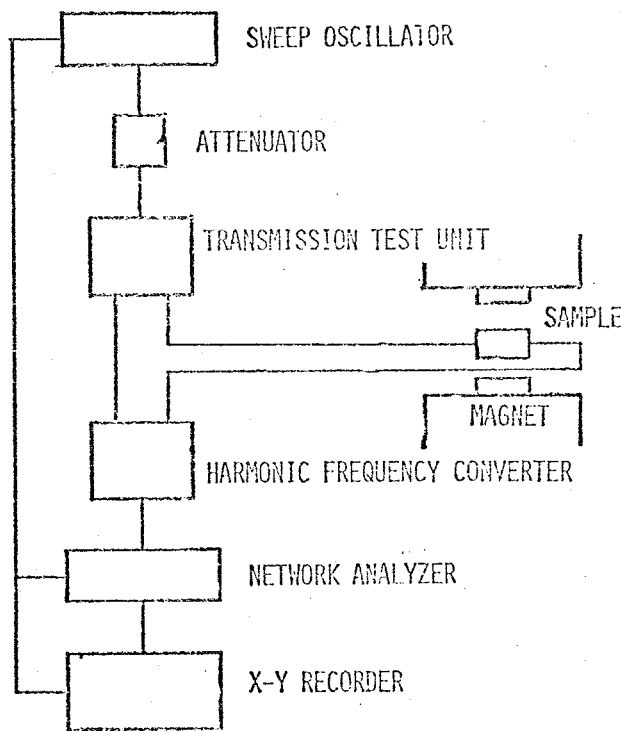 SWEEP OSCILLATOR
ATTENUATOR
TRANSMISSION TEST UNIT
SAMPLE
MAGNET
HARMONIC FREQUENCY CONVERTER
NETWORK ANALYZER
X-Y RECORDER